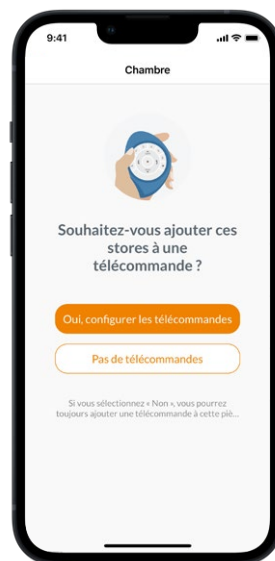 9:41
Chambre
Souhaitez-vous ajouter ces
stores à une
télécommande ?
Oui, configurer les télécommandes
Pas de télécommandes
Si vous sélectionnez « Non », vous pourrez
toujours ajouter une télécommande à cette piè...